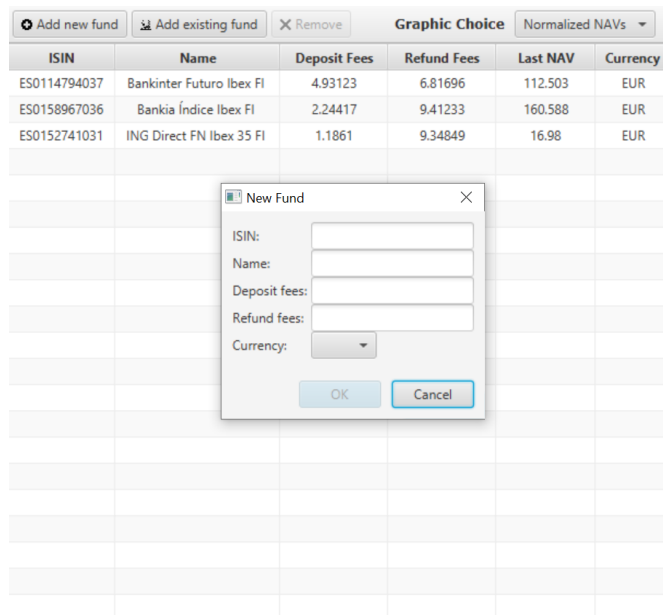 Add new fund Add existing fund Remove Graphic Choice Normalized NAVs
ISIN Name Deposit Fees Refund Fees Last NAV Currency
ES0114794037 Bankinter Futuro Ibex FI 4.93123 6.81696 112.503 EUR
ES0158967036 Bankia Índice Ibex FI 2.24417 9.41233 160.588 EUR
ES0152741031 ING Direct FN Ibex 35 FI 1.1861 9.34849 16.98 EUR
New Fund
ISIN:
Name:
Deposit fees:
Refund fees:
Currency:
OK Cancel